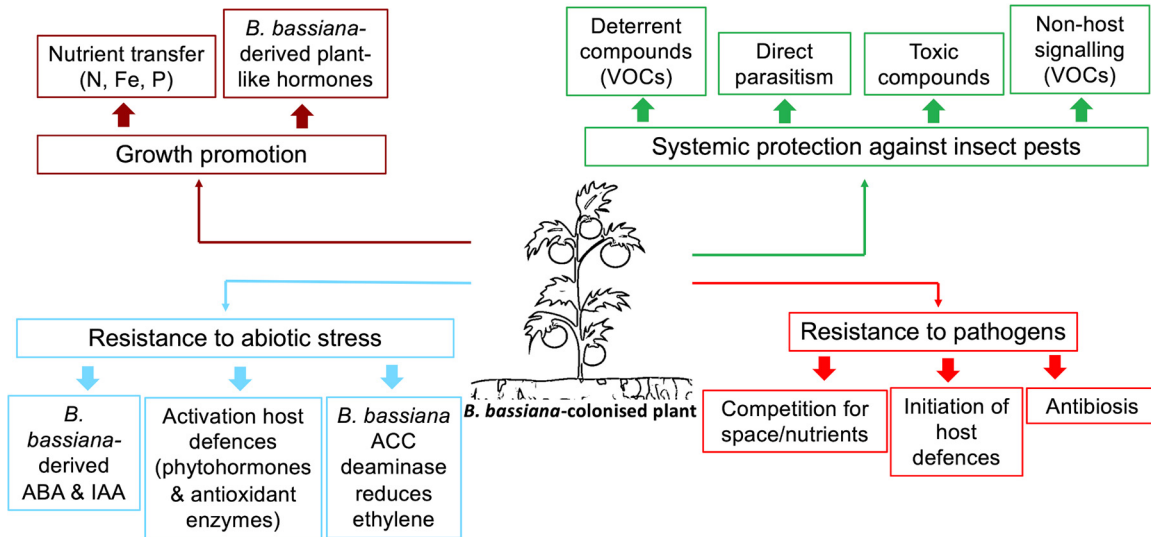 Nutrient transfer
(N, Fe, P)
B. bassiana-
derived plant-
like hormones
Growth promotion
Deterrent
compounds
(VOCs)
Direct
parasitism
Toxic
compounds
Non-host
signalling
(VOCs)
Systemic protection against insect pests
Resistance to abiotic stress
B.
bassiana-
derived
ABA & IAA
Activation host
defences
(phytohormones
& antioxidant
enzymes)
B. bassiana
ACC
deaminase
reduces
ethylene
B. bassiana-colonised plant
Resistance to pathogens
Competition for
space/nutrients
Initiation of
host
defences
Antibiosis